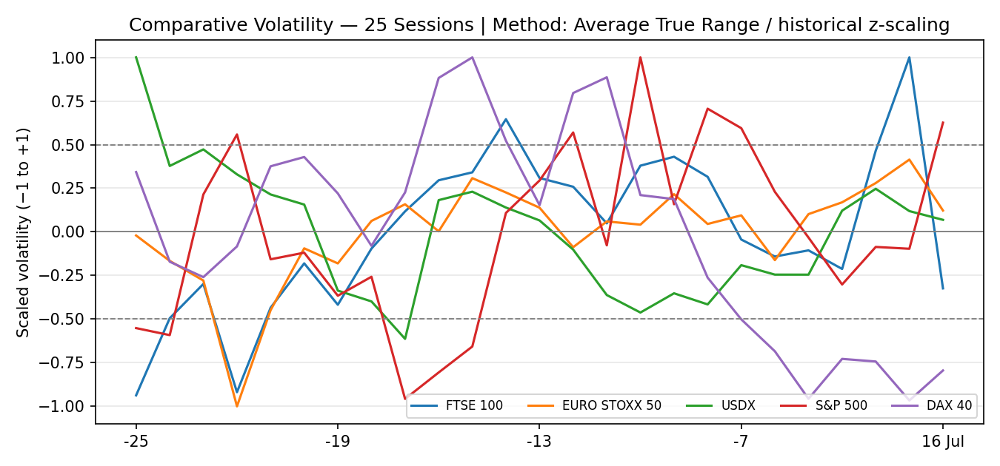 Comparative Volatility — 25 Sessions | Method: Average True Range / historical z-scaling
Scaled volatility (−1 to +1)
1.00
0.75
0.50
0.25
0.00
−0.25
−0.50
−0.75
−1.00
-25
-19
-13
-7
16 Jul
FTSE 100
EURO STOXX 50
USDX
S&P 500
DAX 40